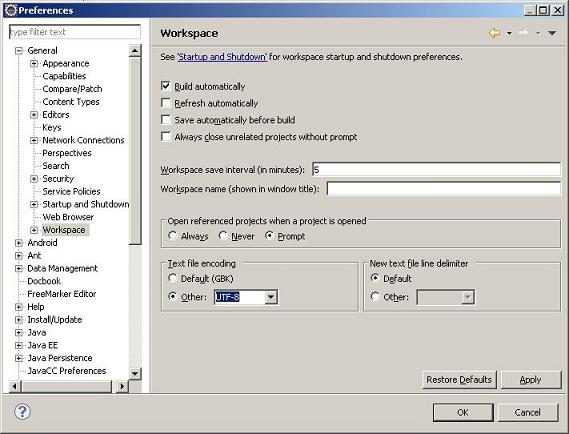 Preferences
type filter text
General
Appearance
Capabilities
Compare/Patch
Content Types
Editors
Keys
Network Connections
Perspectives
Search
Security
Service Policies
Startup and Shutdown
Web Browser
Workspace
Android
Ant
Data Management
Docbook
FreeMarker Editor
Help
Install/Update
Java
Java EE
Java Persistence
JavaCC Preferences
Workspace
See 'Startup and Shutdown' for workspace startup and shutdown preferences.
Build automatically
Refresh automatically
Save automatically before build
Always close unrelated projects without prompt
Workspace save interval (in minutes): 5
Workspace name (shown in window title):
Open referenced projects when a project is opened
Always Never Prompt
Text file encoding
Default (GBK)
Other: UTF-8
New text file line delimiter
Default
Other:
Restore Defaults Apply
? OK Cancel